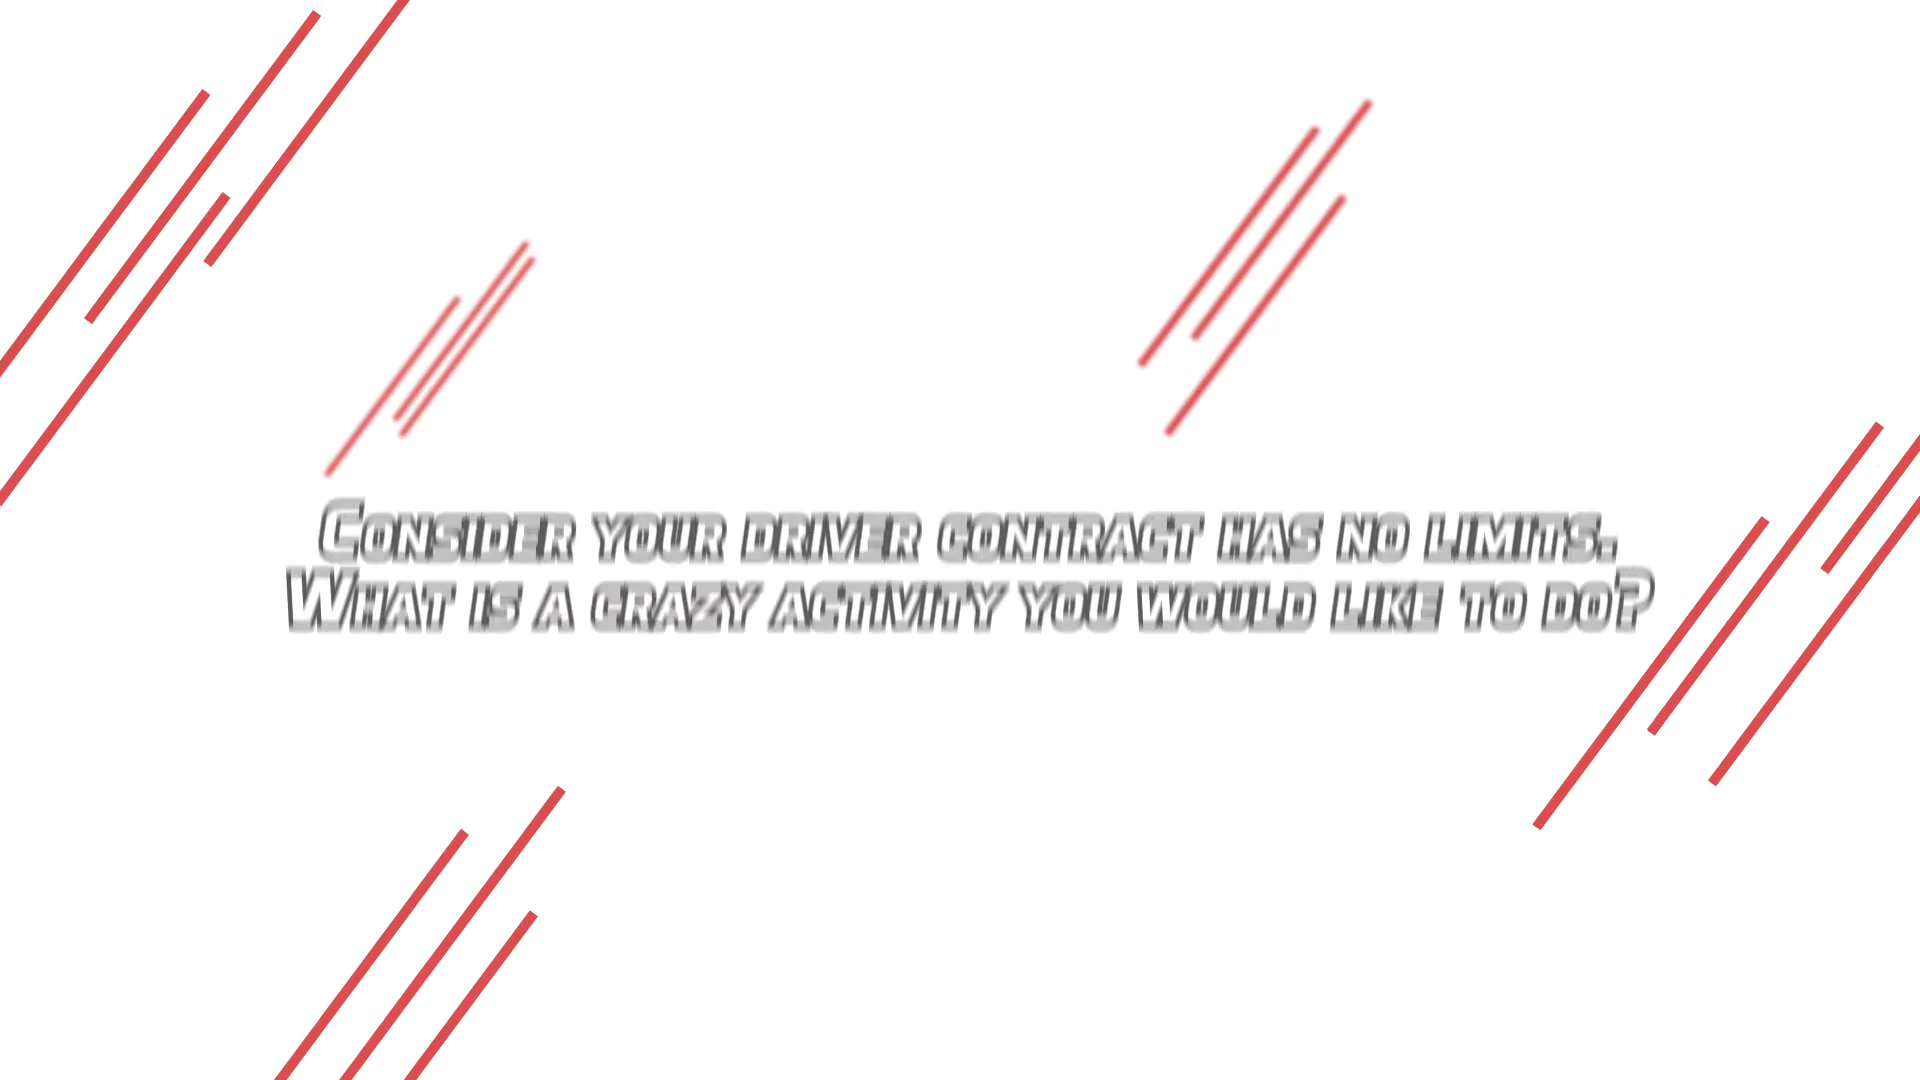 Consider your driver contract has no limits.
What is a crazy activity you would like to do?